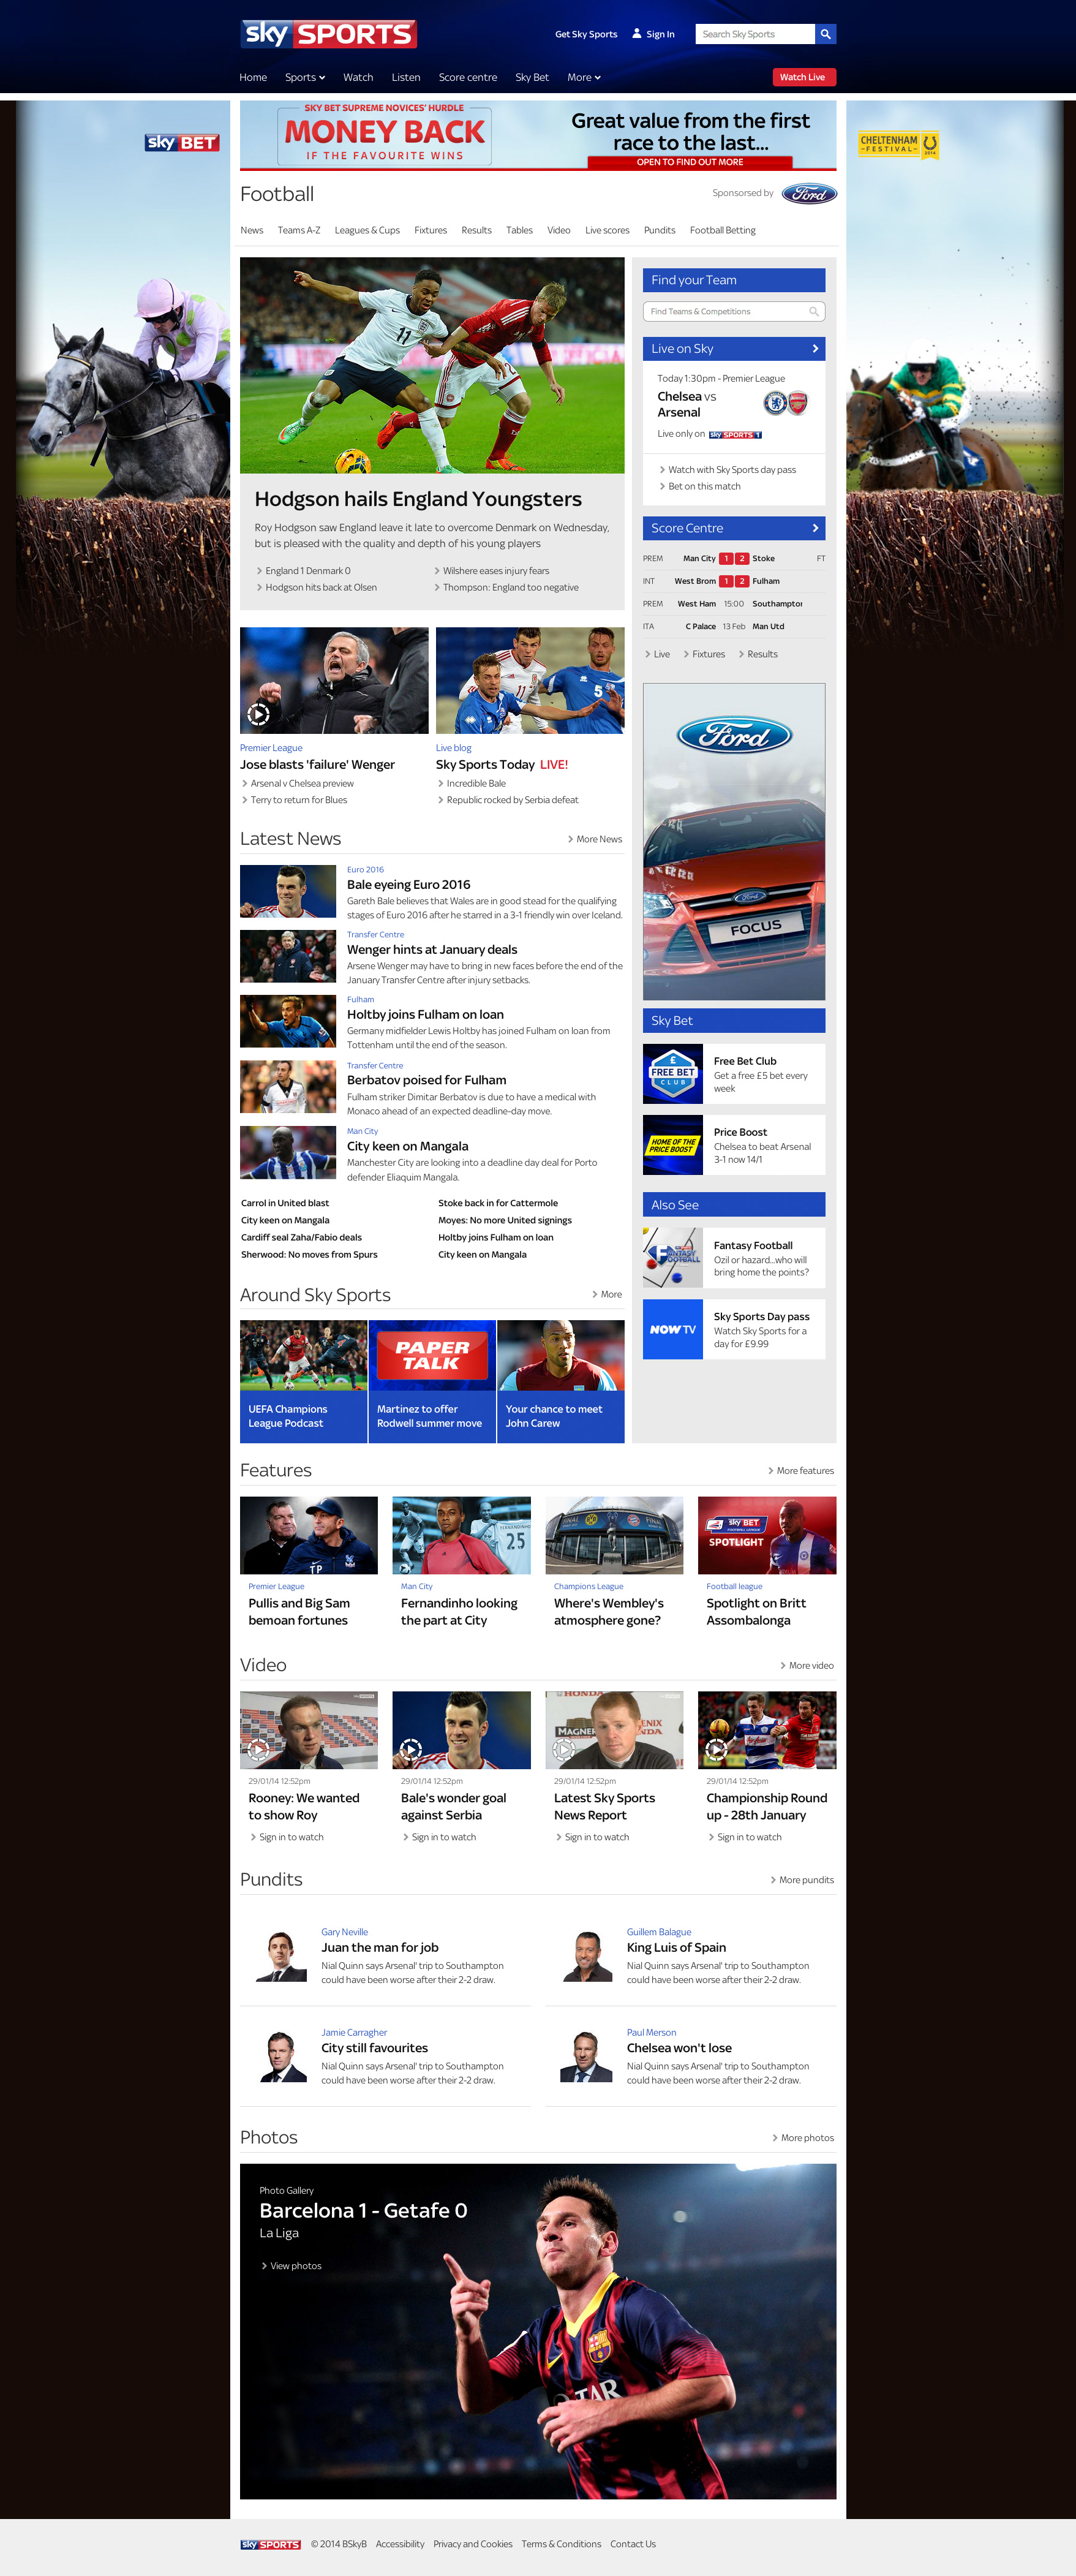 sky SPORTS
Get Sky Sports
Sign In
Search Sky Sports
Home Sports Watch Listen Score centre Sky Bet More
Watch Live
sky BET
SKY BET SUPREME NOVICES' HURDLE
MONEY BACK
IF THE FAVOURITE WINS
Great value from the first
race to the last...
OPEN TO FIND OUT MORE
CHELTENHAM
FESTIVAL
2014
Football
Sponsorsed by
Ford
News Teams A-Z Leagues & Cups Fixtures Results Tables Video Live scores Pundits Football Betting
11
Hodgson hails England Youngsters
Roy Hodgson saw England leave it late to overcome Denmark on Wednesday,
but is pleased with the quality and depth of his young players
England 1 Denmark 0
Wilshere eases injury fears
Hodgson hits back at Olsen
Thompson: England too negative
Find your Team
Find Teams & Competitions
Live on Sky
Today 1:30pm - Premier League
Chelsea vs
Arsenal
Live only on sky SPORTS 1
Watch with Sky Sports day pass
Bet on this match
Score Centre
PREM Man City 1 2 Stoke FT
INT West Brom 1 2 Fulham
PREM West Ham 15:00 Southampton
ITA C Palace 13 Feb Man Utd
Live Fixtures Results
11
5
Premier League
Jose blasts 'failure' Wenger
Arsenal v Chelsea preview
Terry to return for Blues
Live blog
Sky Sports Today LIVE!
Incredible Bale
Republic rocked by Serbia defeat
Ford
Ford
FOCUS
Latest News
More News
Euro 2016
Bale eyeing Euro 2016
Gareth Bale believes that Wales are in good stead for the qualifying
stages of Euro 2016 after he starred in a 3-1 friendly win over Iceland.
Transfer Centre
Wenger hints at January deals
Arsene Wenger may have to bring in new faces before the end of the
January Transfer Centre after injury setbacks.
Fulham
Holtby joins Fulham on loan
Germany midfielder Lewis Holtby has joined Fulham on loan from
Tottenham until the end of the season.
Transfer Centre
Berbatov poised for Fulham
Fulham striker Dimitar Berbatov is due to have a medical with
Monaco ahead of an expected deadline-day move.
Man City
City keen on Mangala
Manchester City are looking into a deadline day deal for Porto
defender Eliaquim Mangala.
Carrol in United blast
Stoke back in for Cattermole
City keen on Mangala
Moyes: No more United signings
Cardiff seal Zaha/Fabio deals
Holtby joins Fulham on loan
Sherwood: No moves from Spurs
City keen on Mangala
Sky Bet
£
FREE BET
CLUB
Free Bet Club
Get a free £5 bet every
week
HOME OF THE
PRICE BOOST
Price Boost
Chelsea to beat Arsenal
3-1 now 14/1
Also See
FANTASY
FOOTBALL
Fantasy Football
Ozil or hazard...who will
bring home the points?
NOW TV
Sky Sports Day pass
Watch Sky Sports for a
day for £9.99
Around Sky Sports
More
PAPER
TALK
UEFA Champions
League Podcast
Martinez to offer
Rodwell summer move
Your chance to meet
John Carew
Features
More features
TP
FERNANDINHO
25
FINAL
FINAL
sky BET
FOOTBALL LEAGUE
SPOTLIGHT
Premier League
Pullis and Big Sam
bemoan fortunes
Man City
Fernandinho looking
the part at City
Champions League
Where's Wembley's
atmosphere gone?
Football league
Spotlight on Britt
Assombalonga
Video
More video
HONDA
MAGNER
29/01/14 12:52pm
Rooney: We wanted
to show Roy
Sign in to watch
29/01/14 12:52pm
Bale's wonder goal
against Serbia
Sign in to watch
29/01/14 12:52pm
Latest Sky Sports
News Report
Sign in to watch
29/01/14 12:52pm
Championship Round
up - 28th January
Sign in to watch
Pundits
More pundits
Gary Neville
Juan the man for job
Nial Quinn says Arsenal' trip to Southampton
could have been worse after their 2-2 draw.
Guillem Balague
King Luis of Spain
Nial Quinn says Arsenal' trip to Southampton
could have been worse after their 2-2 draw.
Jamie Carragher
City still favourites
Nial Quinn says Arsenal' trip to Southampton
could have been worse after their 2-2 draw.
Paul Merson
Chelsea won't lose
Nial Quinn says Arsenal' trip to Southampton
could have been worse after their 2-2 draw.
Photos
More photos
Photo Gallery
Barcelona 1 - Getafe 0
La Liga
View photos
sky SPORTS © 2014 BSkyB Accessibility Privacy and Cookies Terms & Conditions Contact Us